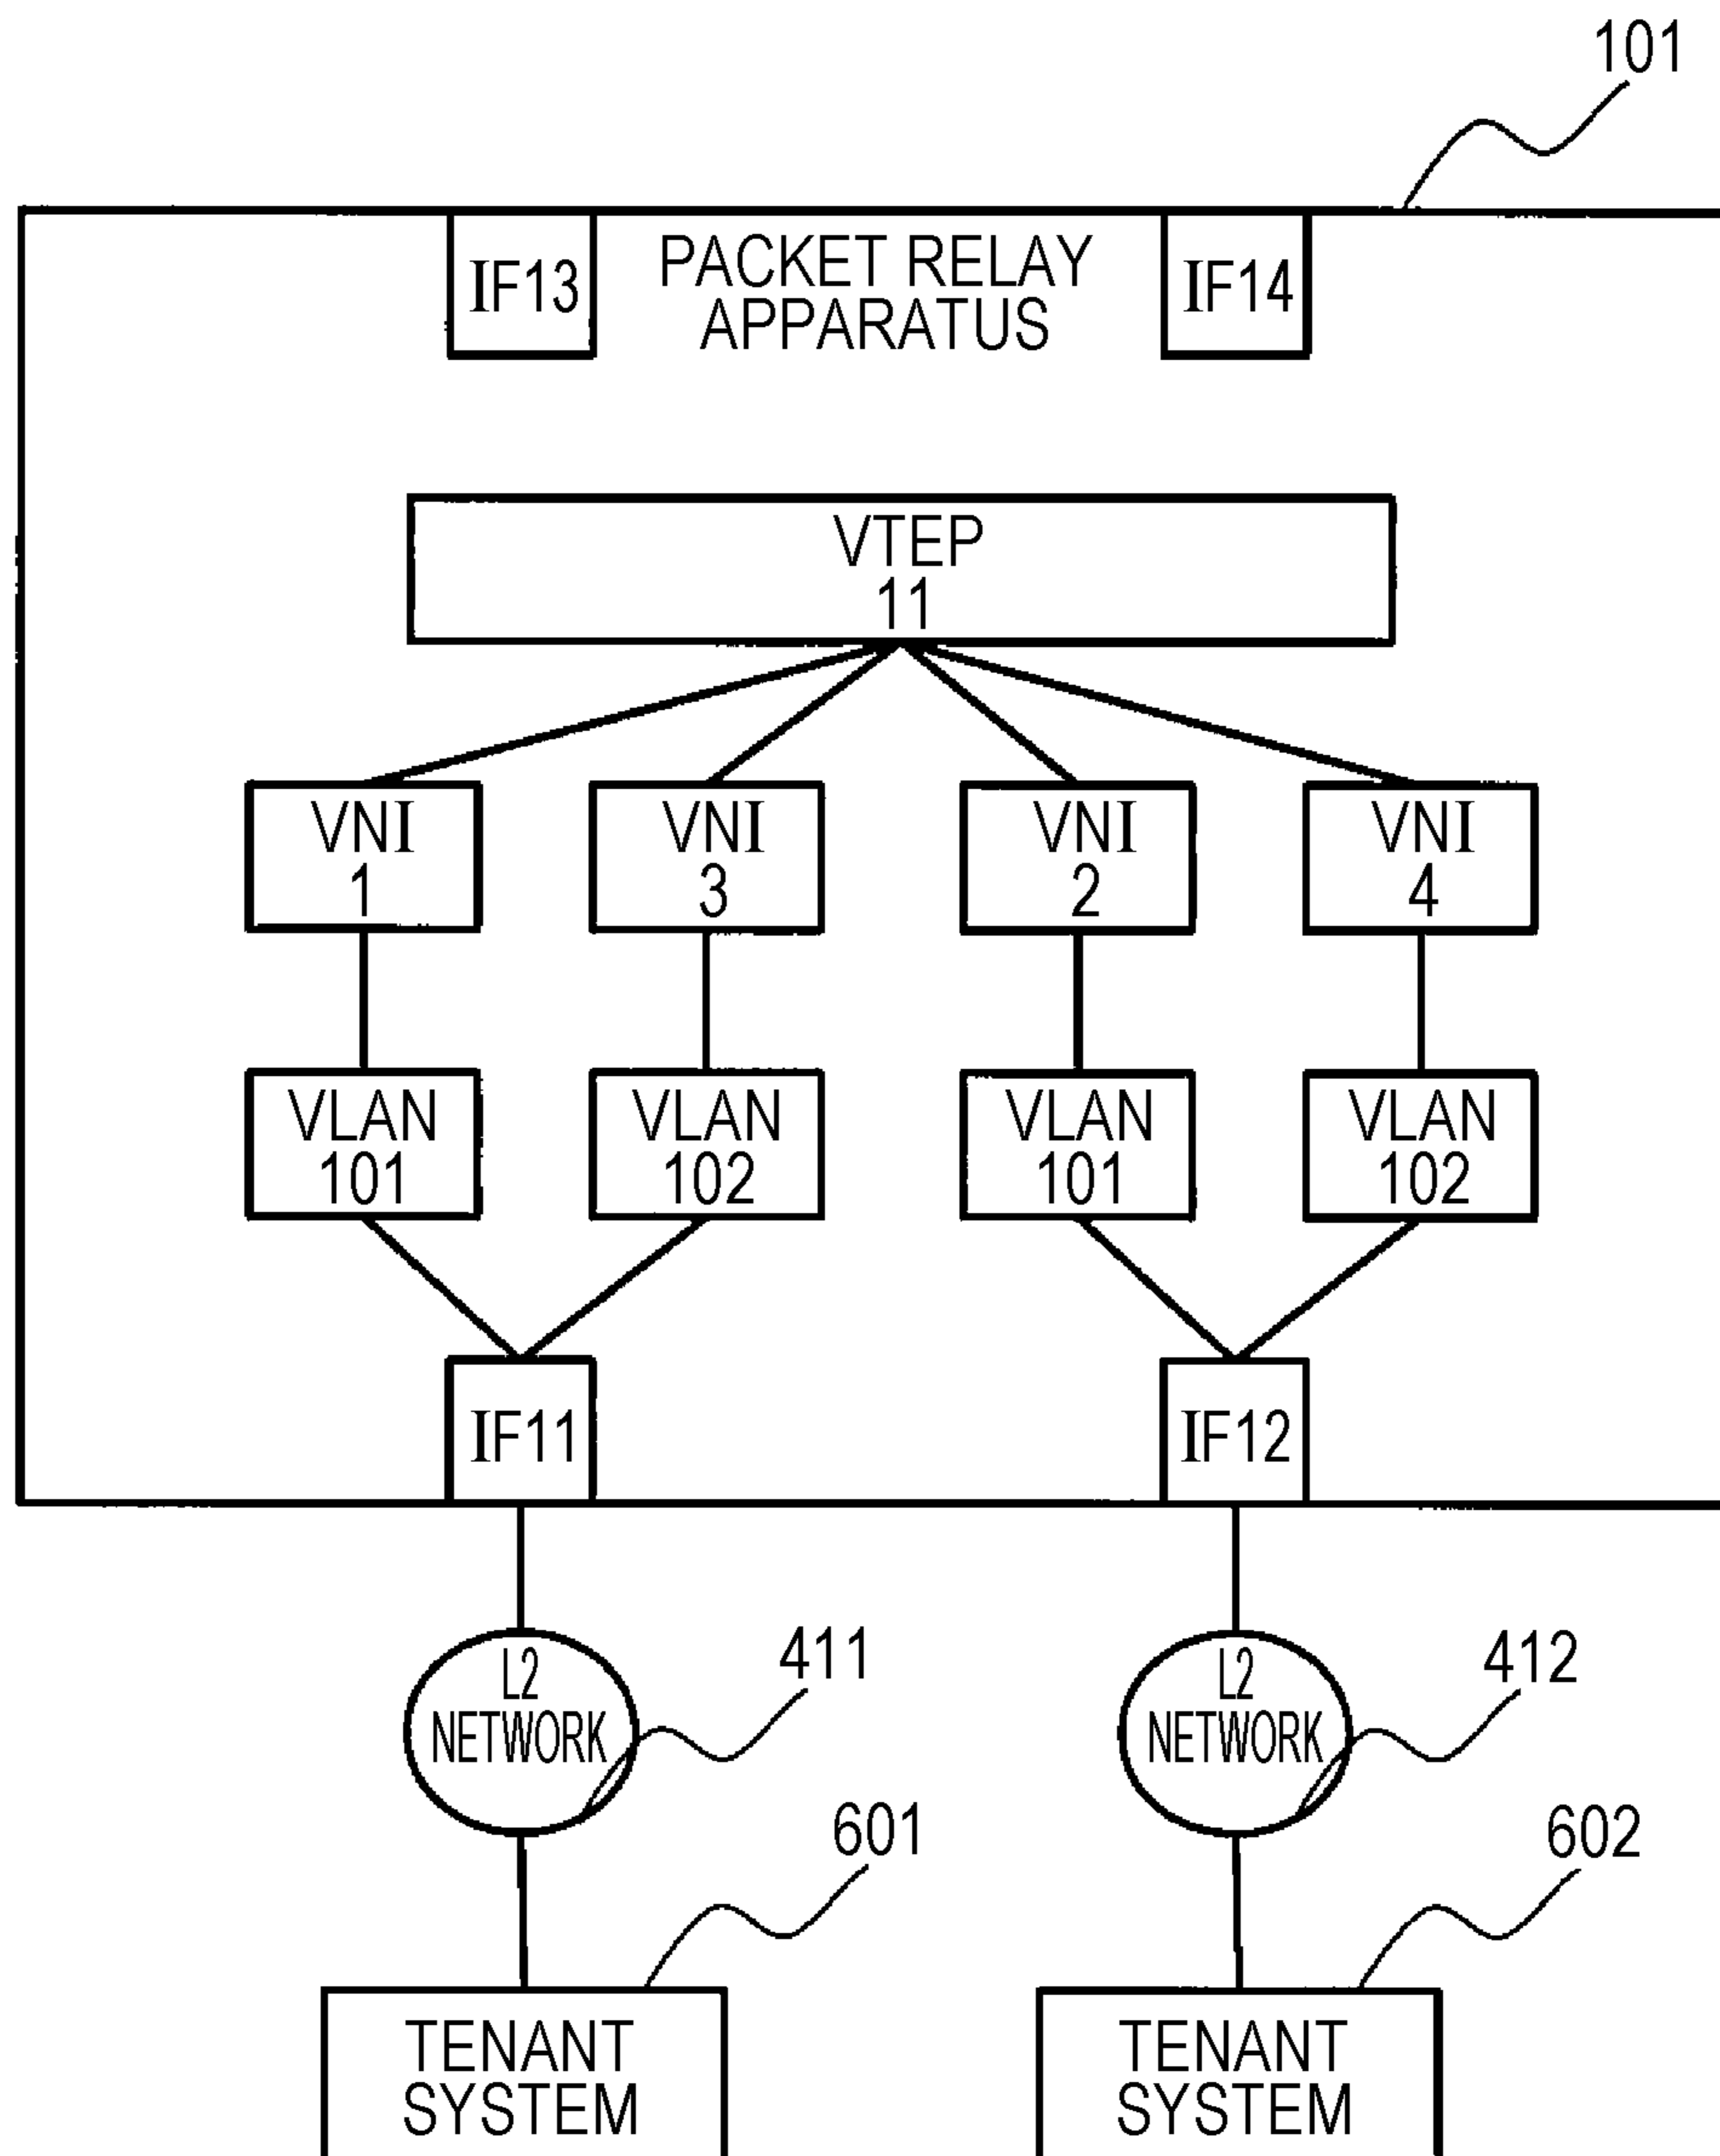 101
IF13
PACKET RELAY
APPARATUS
IF14
VTEP
11
VNI
1
VNI
3
VNI
2
VNI
4
VLAN
101
VLAN
102
VLAN
101
VLAN
102
IF11
IF12
L2
NETWORK
411
L2
NETWORK
412
601
602
TENANT
SYSTEM
TENANT
SYSTEM